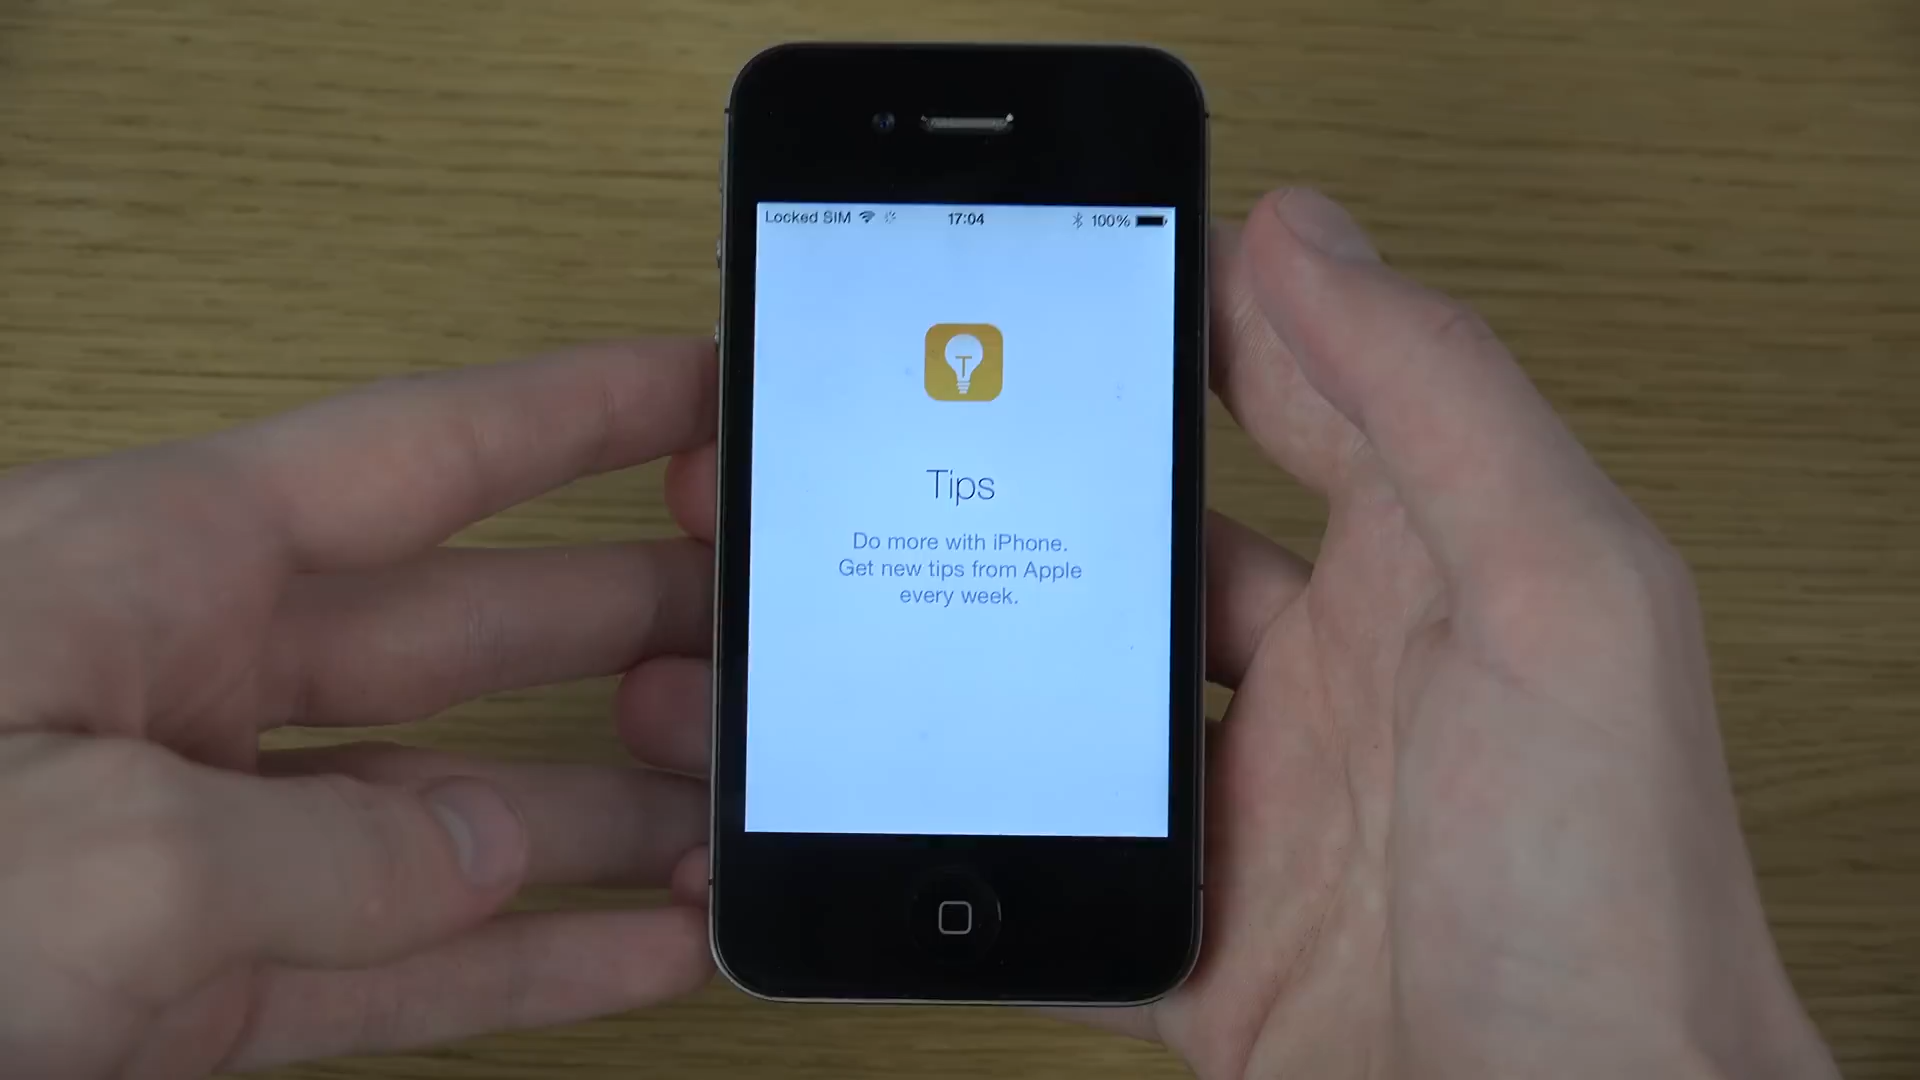 Locked SIM 17:04 100%
T
Tips
Do more with iPhone.
Get new tips from Apple
every week.